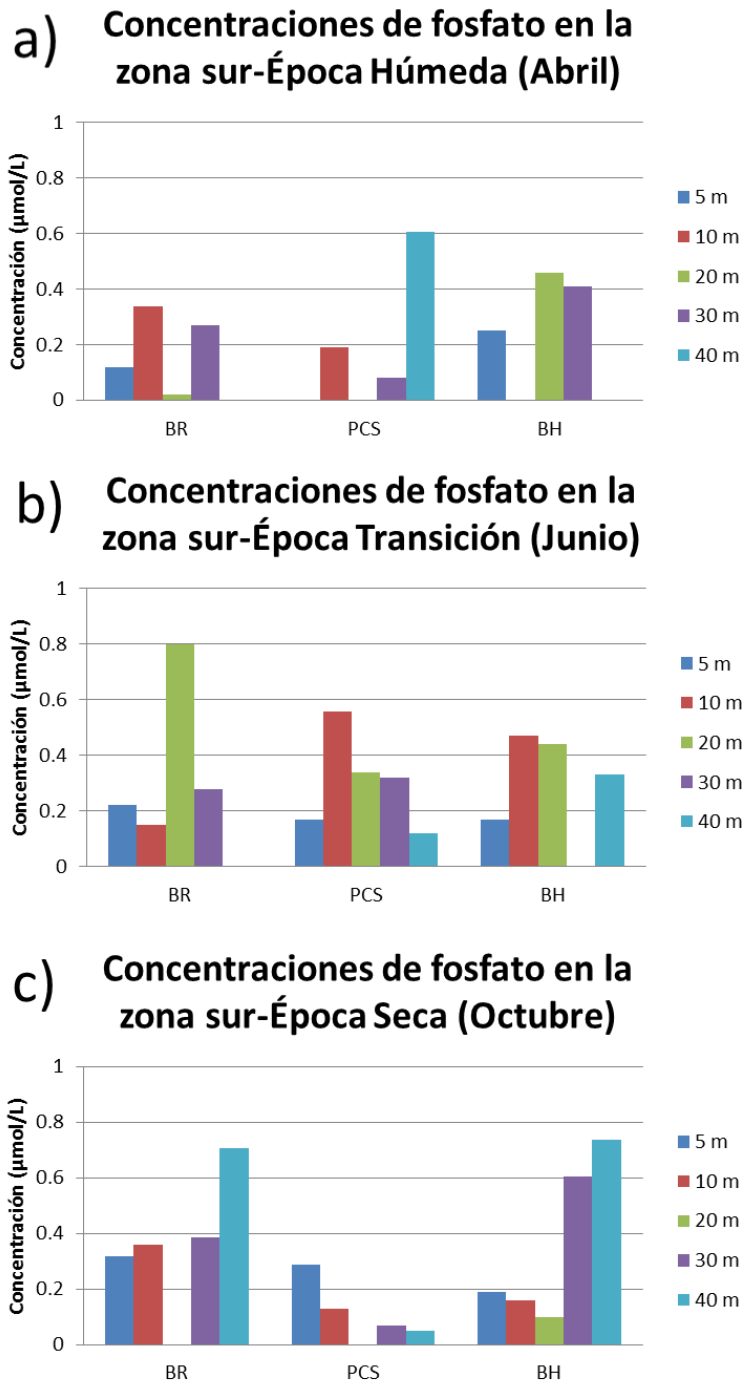 a)
Concentraciones de fosfato en la
zona sur-Época Húmeda (Abril)
Concentración (µmol/L)
1
0.8
0.6
0.4
0.2
0
BR
PCS
BH
5 m
10 m
20 m
30 m
40 m
b)
Concentraciones de fosfato en la
zona sur-Época Transición (Junio)
Concentración (µmol/L)
1
0.8
0.6
0.4
0.2
0
BR
PCS
BH
5 m
10 m
20 m
30 m
40 m
c)
Concentraciones de fosfato en la
zona sur-Época Seca (Octubre)
Concentración (µmol/L)
1
0.8
0.6
0.4
0.2
0
BR
PCS
BH
5 m
10 m
20 m
30 m
40 m